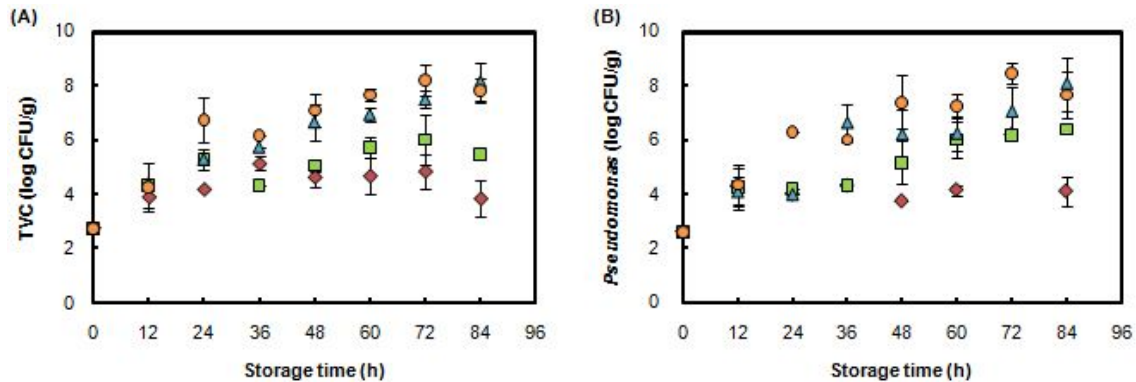 (A)
TVC (log CFU/g)
10
8
6
4
2
0
0 12 24 36 48 60 72 84 96
Storage time (h)
(B)
Pseudomonas (logCFU/g)
10
8
6
4
2
0
0 12 24 36 48 60 72 84 96
Storage time (h)